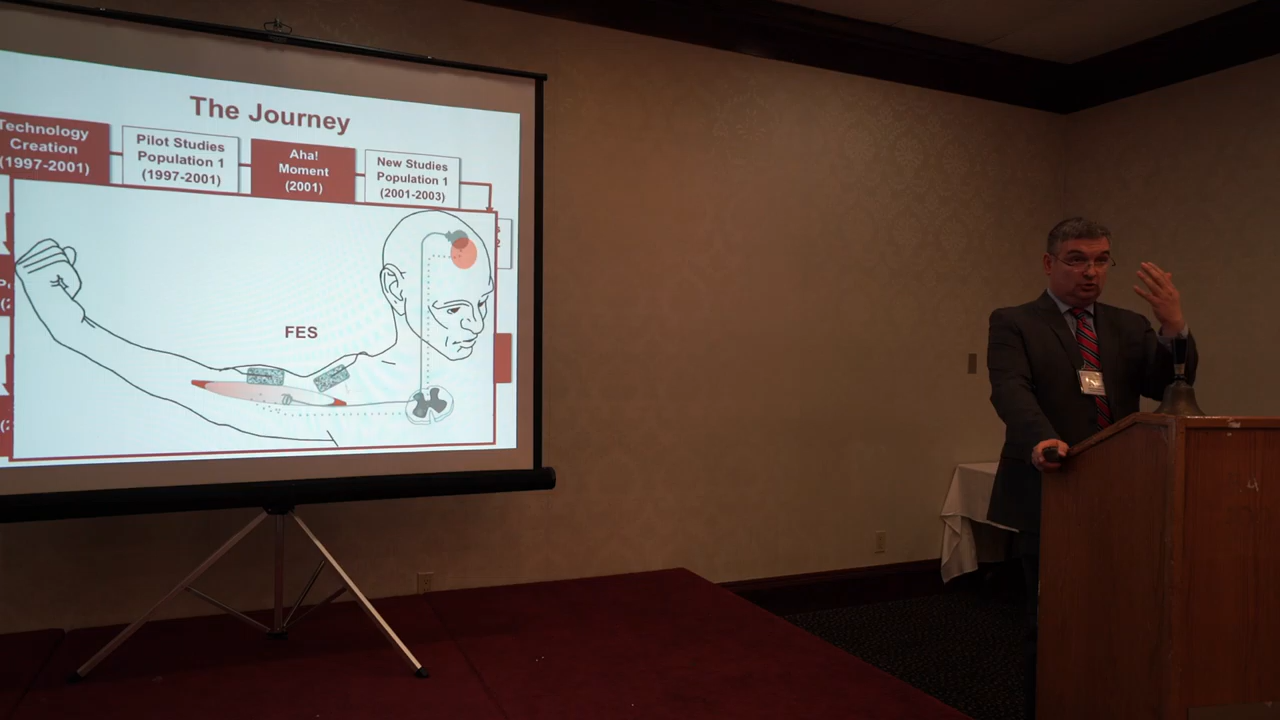 The Journey
Technology
Creation
(1997-2001)
Pilot Studies
Population 1
(1997-2001)
Aha!
Moment
(2001)
New Studies
Population 1
(2001-2003)
FES